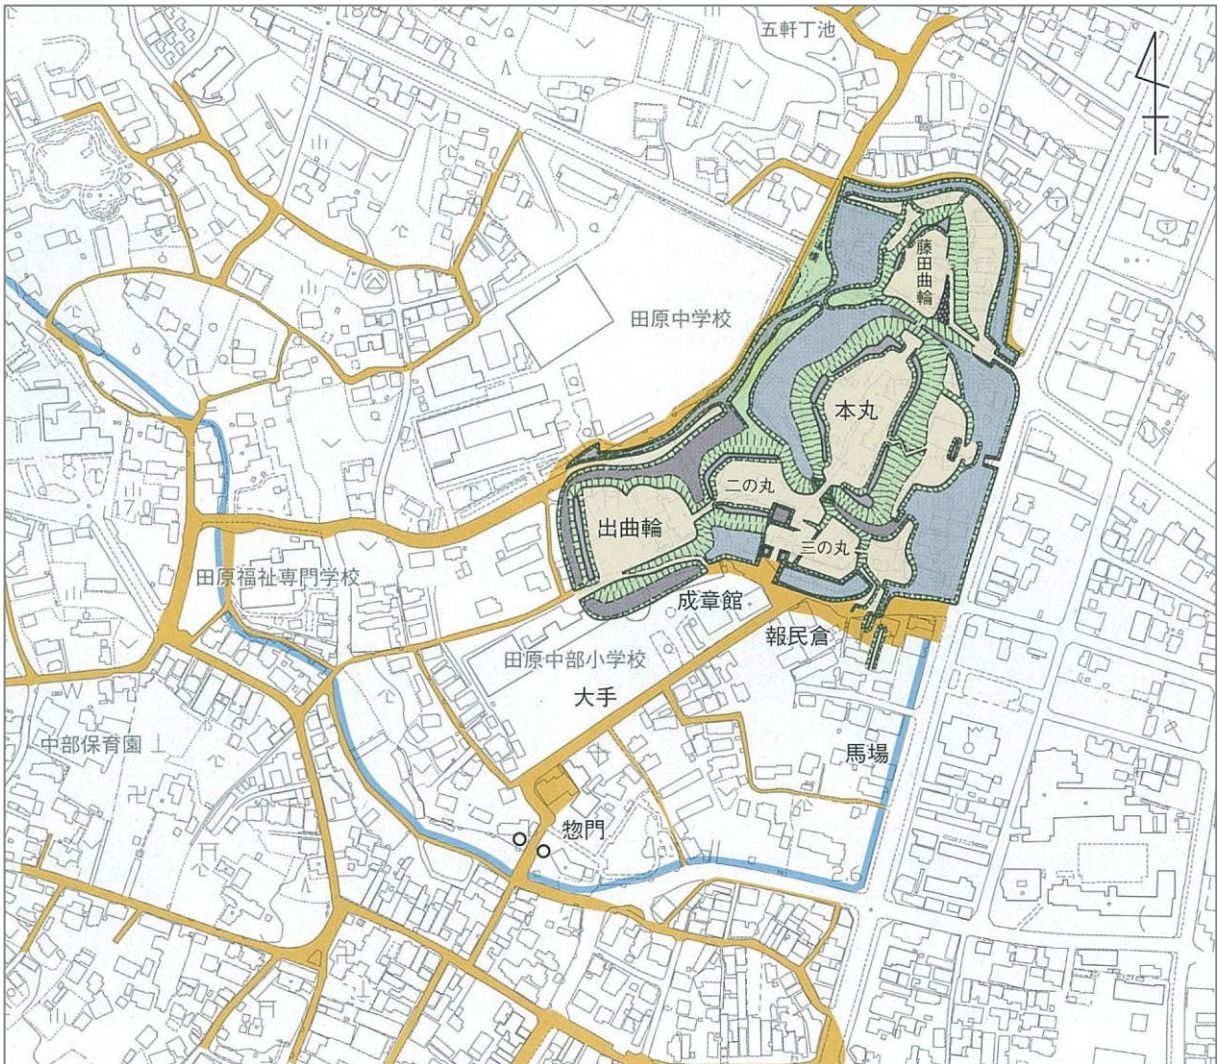 五軒丁池
藤田曲輪
田原中学校
本丸
二の丸
出曲輪
三の丸
田原福祉専門学校
成章館
報民倉
田原中部小学校
大手
中部保育園
馬場
惣門
2.6